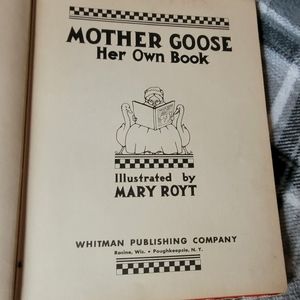 MOTHER GOOSE
Her Own Book
Illustrated by
MARY ROYT
WHITMAN PUBLISHING COMPANY
Racine, Wis. • Poughkeepsie, N. Y.